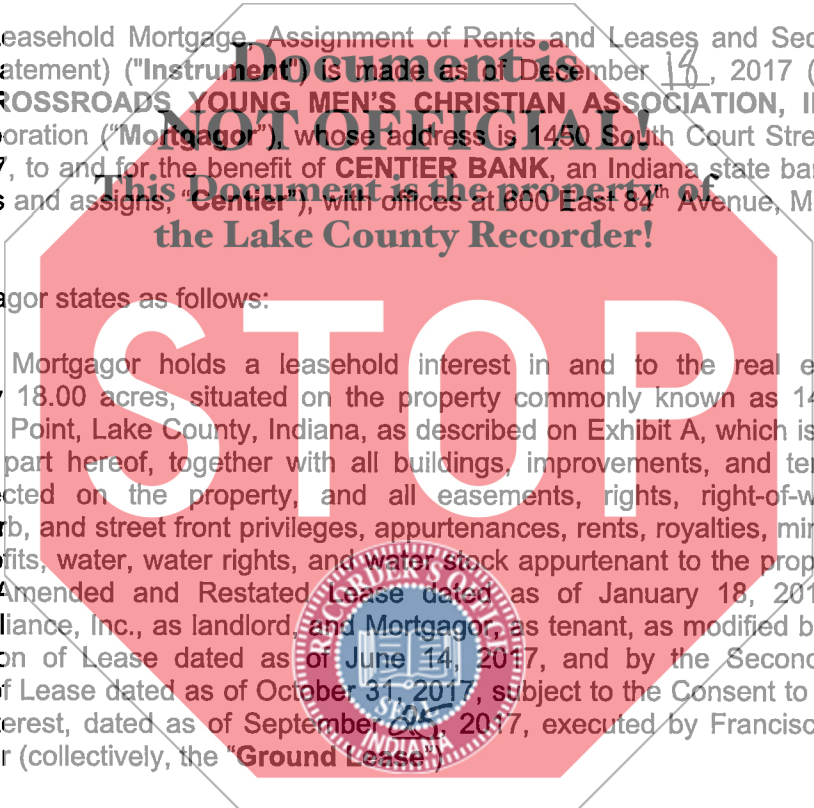 easehold Mortgage, Assignment of Rents and Leases and Sec
atement) ("Instrument") is made as of December 18, 2017 (
ROSSROADS YOUNG MEN'S CHRISTIAN ASSOCIATION, I
poration ("Mortgagor"), whose address is 1450 South Court Stre
7, to and for the benefit of CENTIER BANK, an Indiana state ba
s and assigns, "Centier"), with offices at 600 East 84th Avenue, M
Document is
NOT OFFICIAL!
This Document is the property of
the Lake County Recorder!
agor states as follows:
STOP
Mortgagor holds a leasehold interest in and to the real e
y 18.00 acres, situated on the property commonly known as 14
Point, Lake County, Indiana, as described on Exhibit A, which is
part hereof, together with all buildings, improvements, and te
cted on the property, and all easements, rights, right-of-w
rb, and street front privileges, appurtenances, rents, royalties, mi
fits, water, water rights, and water stock appurtenant to the prop
Amended and Restated Lease dated as of January 18, 201
liance, Inc., as landlord, and Mortgagor, as tenant, as modified b
on of Lease dated as of June 14, 2017, and by the Secon
f Lease dated as of October 31, 2017, subject to the Consent to
erest, dated as of September 25, 2017, executed by Francisc
r (collectively, the "Ground Lease")
RECORDER'S OFFICE
SEAL
INDIANA